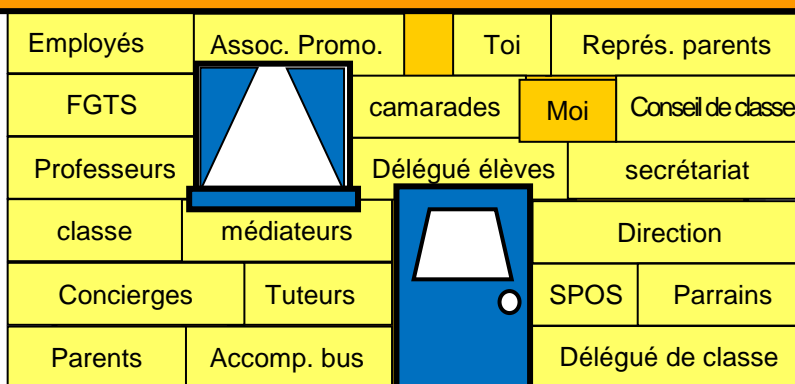 Employés Assoc. Promo. Toi Représ. parents
FGTS camarades Moi Conseil de classe
Professeurs Délégué élèves secrétariat
classe médiateurs Direction
Concierges Tuteurs SPOS Parrains
Parents Accomp. bus Délégué de classe